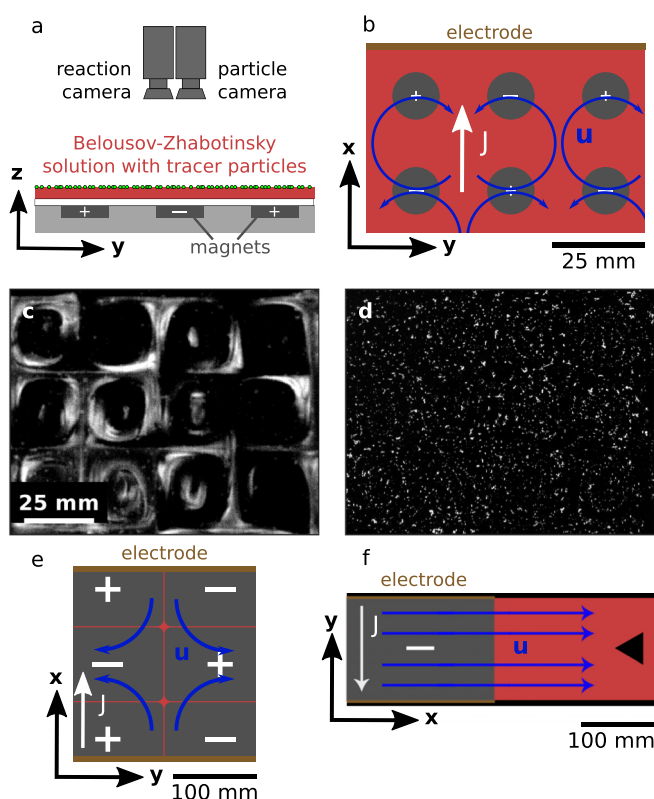 a
reaction
camera
particle
camera
Belousov-Zhabotinsky
solution with tracer particles
z
+
−
+
y
magnets
b
electrode
+
−
+
J
u
x
−
+
−
y
25 mm
c
25 mm
d
e
electrode
+
−
u
−
+
x
J
+
−
y
100 mm
f
electrode
y
J
−
u
x
100 mm